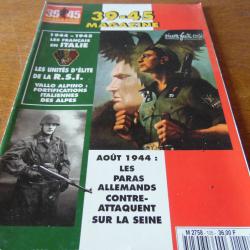 39-45
39-45
MAGAZINE
1944-1945
LES FRANÇAIS
EN ITALIE
LES UNITÉS D'ÉLITE
DE LA R.S.I.
VALLO ALPINO:
FORTIFICATIONS
ITALIENNES
DES ALPES
AOÛT 1944 :
LES
PARAS
ALLEMANDS
CONTRE-
ATTAQUENT
SUR LA SEINE
36,00 F